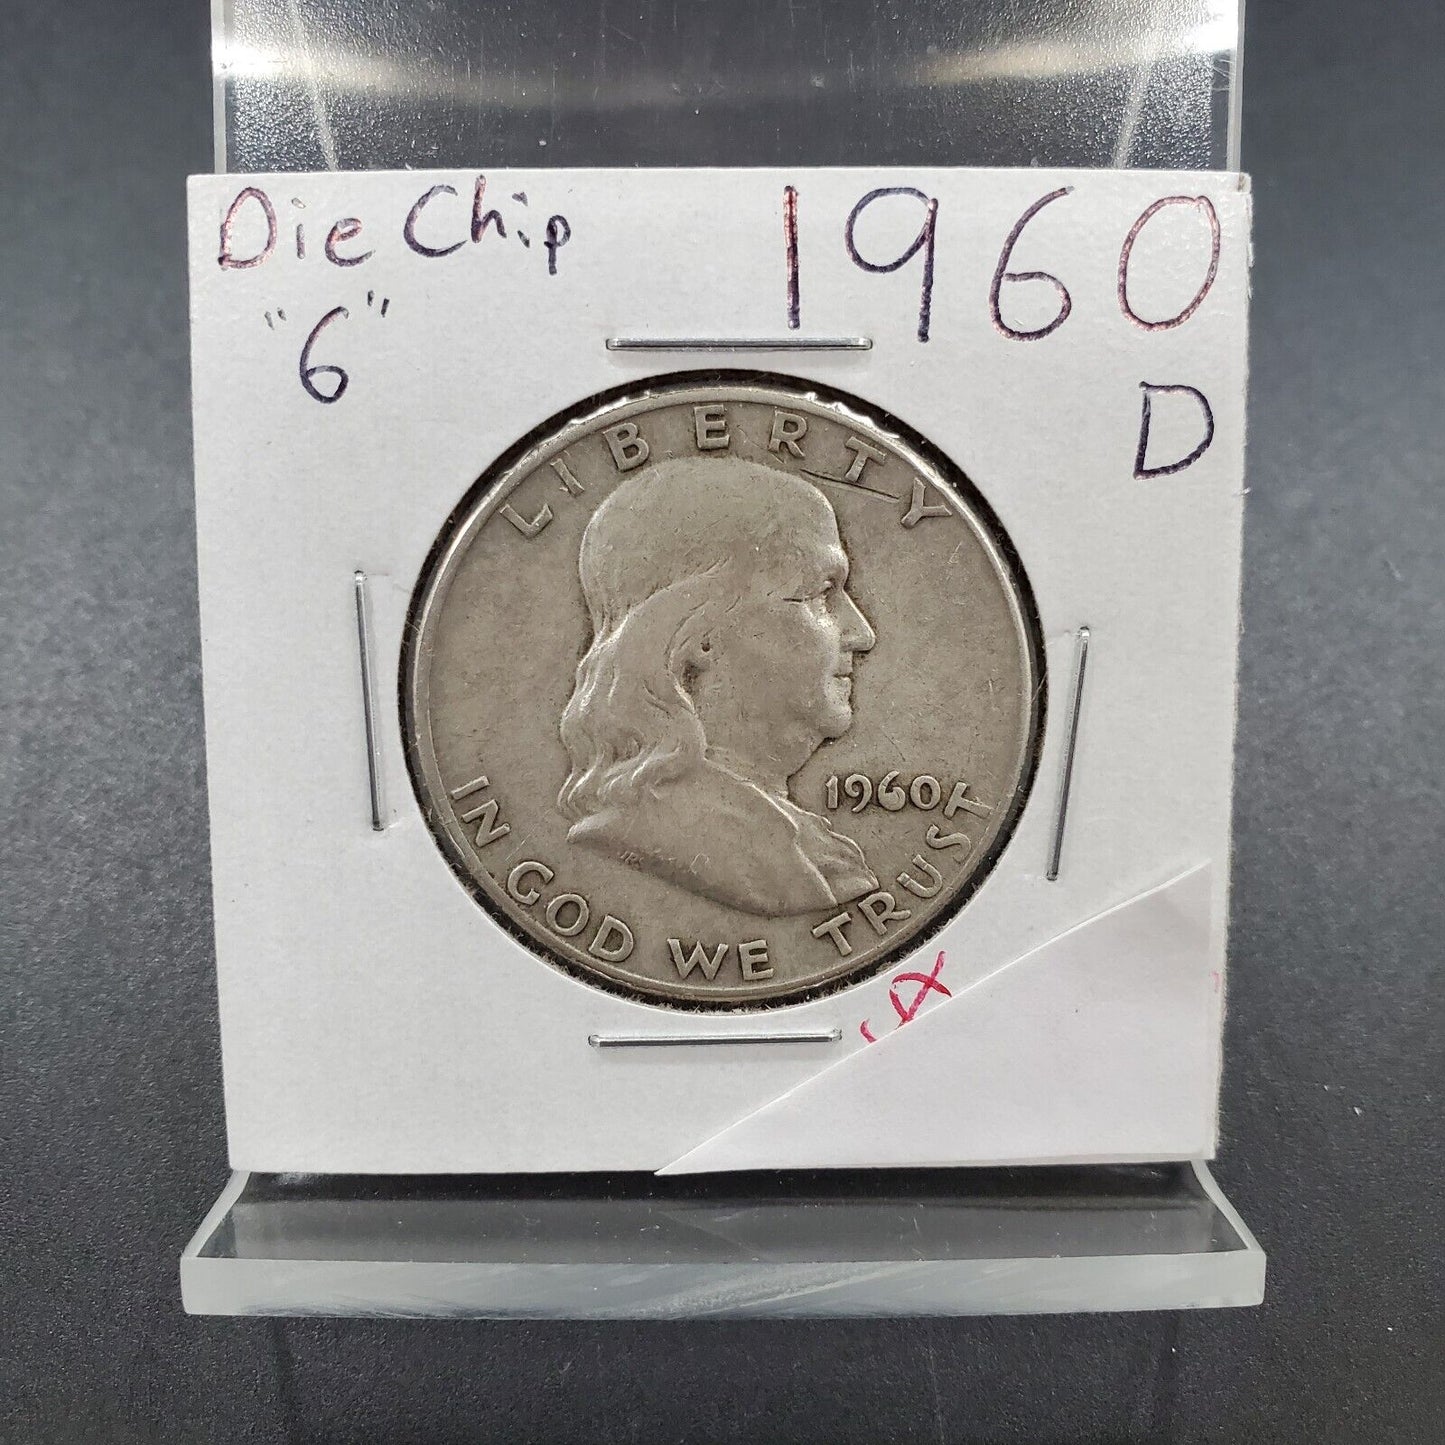 Die Chip 1960
"6" D
LIBERTY
1960
IN GOD WE TRUST